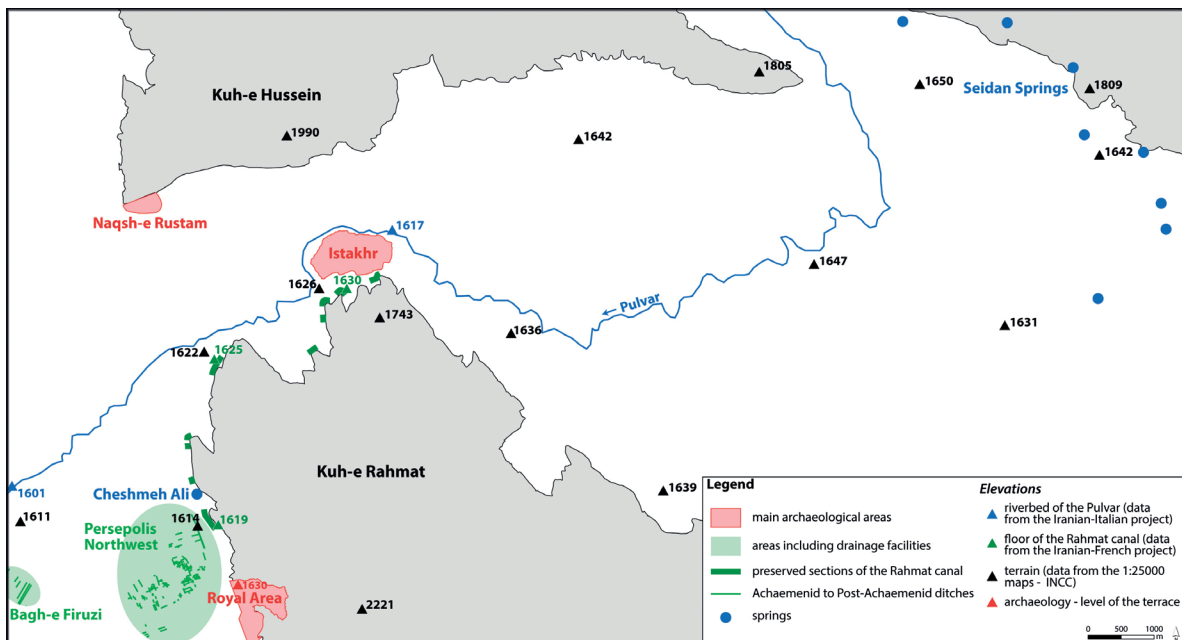 1805
1650
Seidan Springs
1809
Kuh-e Hussein
1990
1642
1642
Naqsh-e Rustam
1617
Istakhr
1647
1626
1630
Pulvar
1743
1636
1631
1622
1625
Kuh-e Rahmat
1601
Cheshmeh Ali
1639
1611
1614
1619
Persepolis
Northwest
1630
Royal Area
Bagh-e Firuzi
2221
Legend
main archaeological areas
areas including drainage facilities
preserved sections of the Rahmat canal
Achaemenid to Post-Achaemenid ditches
springs
Elevations
riverbed of the Pulvar (data
from the Iranian-Italian project)
floor of the Rahmat canal (data
from the Iranian-French project)
terrain (data from the 1:25000
maps - INCC)
archaeology - level of the terrace
0 500 1000 m